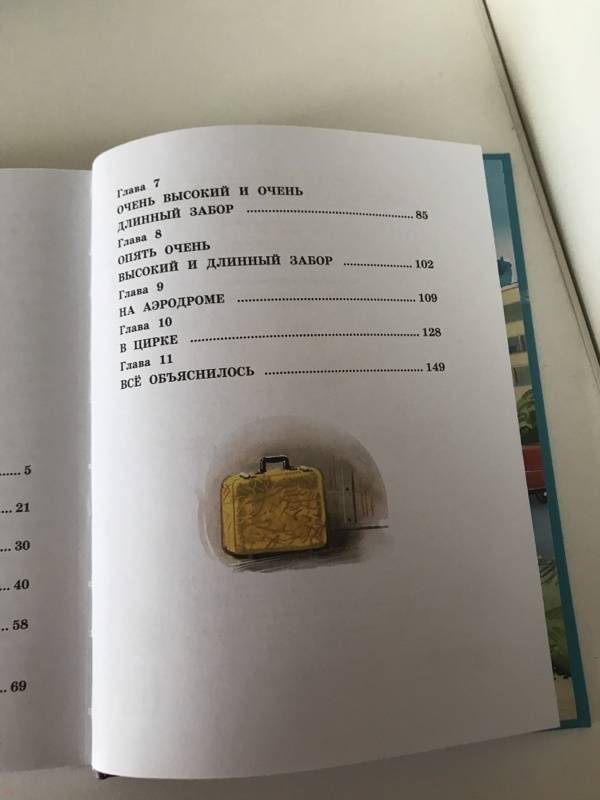 Глава 7
ОЧЕНЬ ВЫСОКИЙ И ОЧЕНЬ
ДЛИННЫЙ ЗАБОР ........................................ 85
Глава 8
ОПЯТЬ ОЧЕНЬ
ВЫСОКИЙ И ДЛИННЫЙ ЗАБОР ................ 102
Глава 9
НА АЭРОДРОМЕ ........................................ 109
Глава 10
В ЦИРКЕ .................................................... 128
Глава 11
ВСЁ ОБЪЯСНИЛОСЬ ................................... 149
...... 5
.... 21
... 30
... 40
.. 58
.. 69